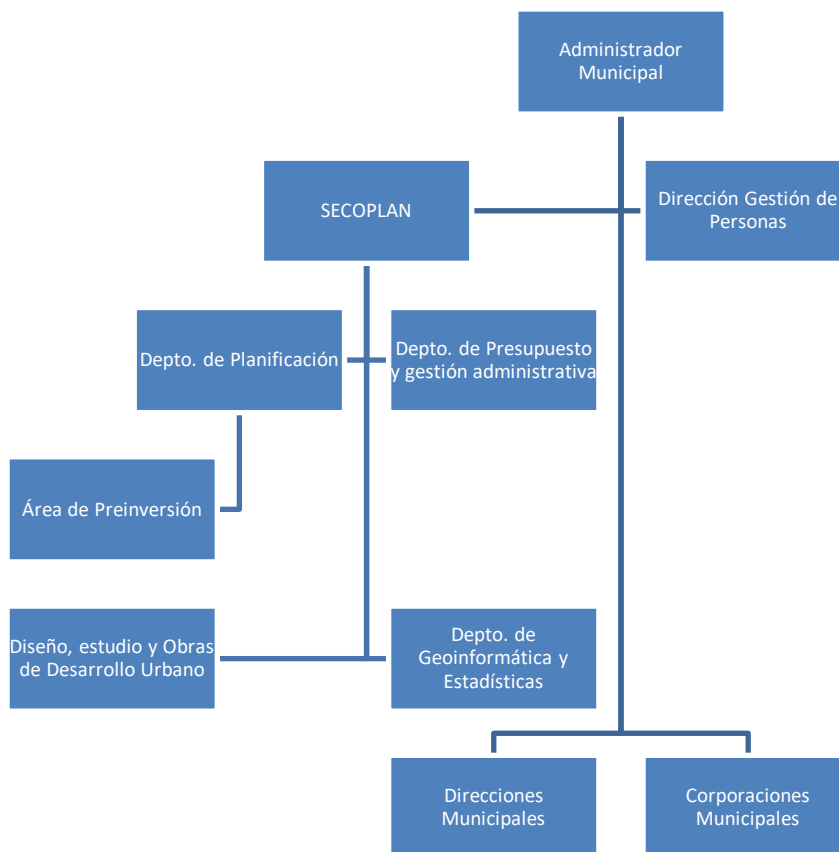 Administrador
Municipal
SECOPLAN
Dirección Gestión de
Personas
Depto. de Planificación
Depto. de Presupuesto
y gestión administrativa
Área de Preinversión
Diseño, estudio y Obras
de Desarrollo Urbano
Depto. de
Geoinformática y
Estadísticas
Direcciones
Municipales
Corporaciones
Municipales